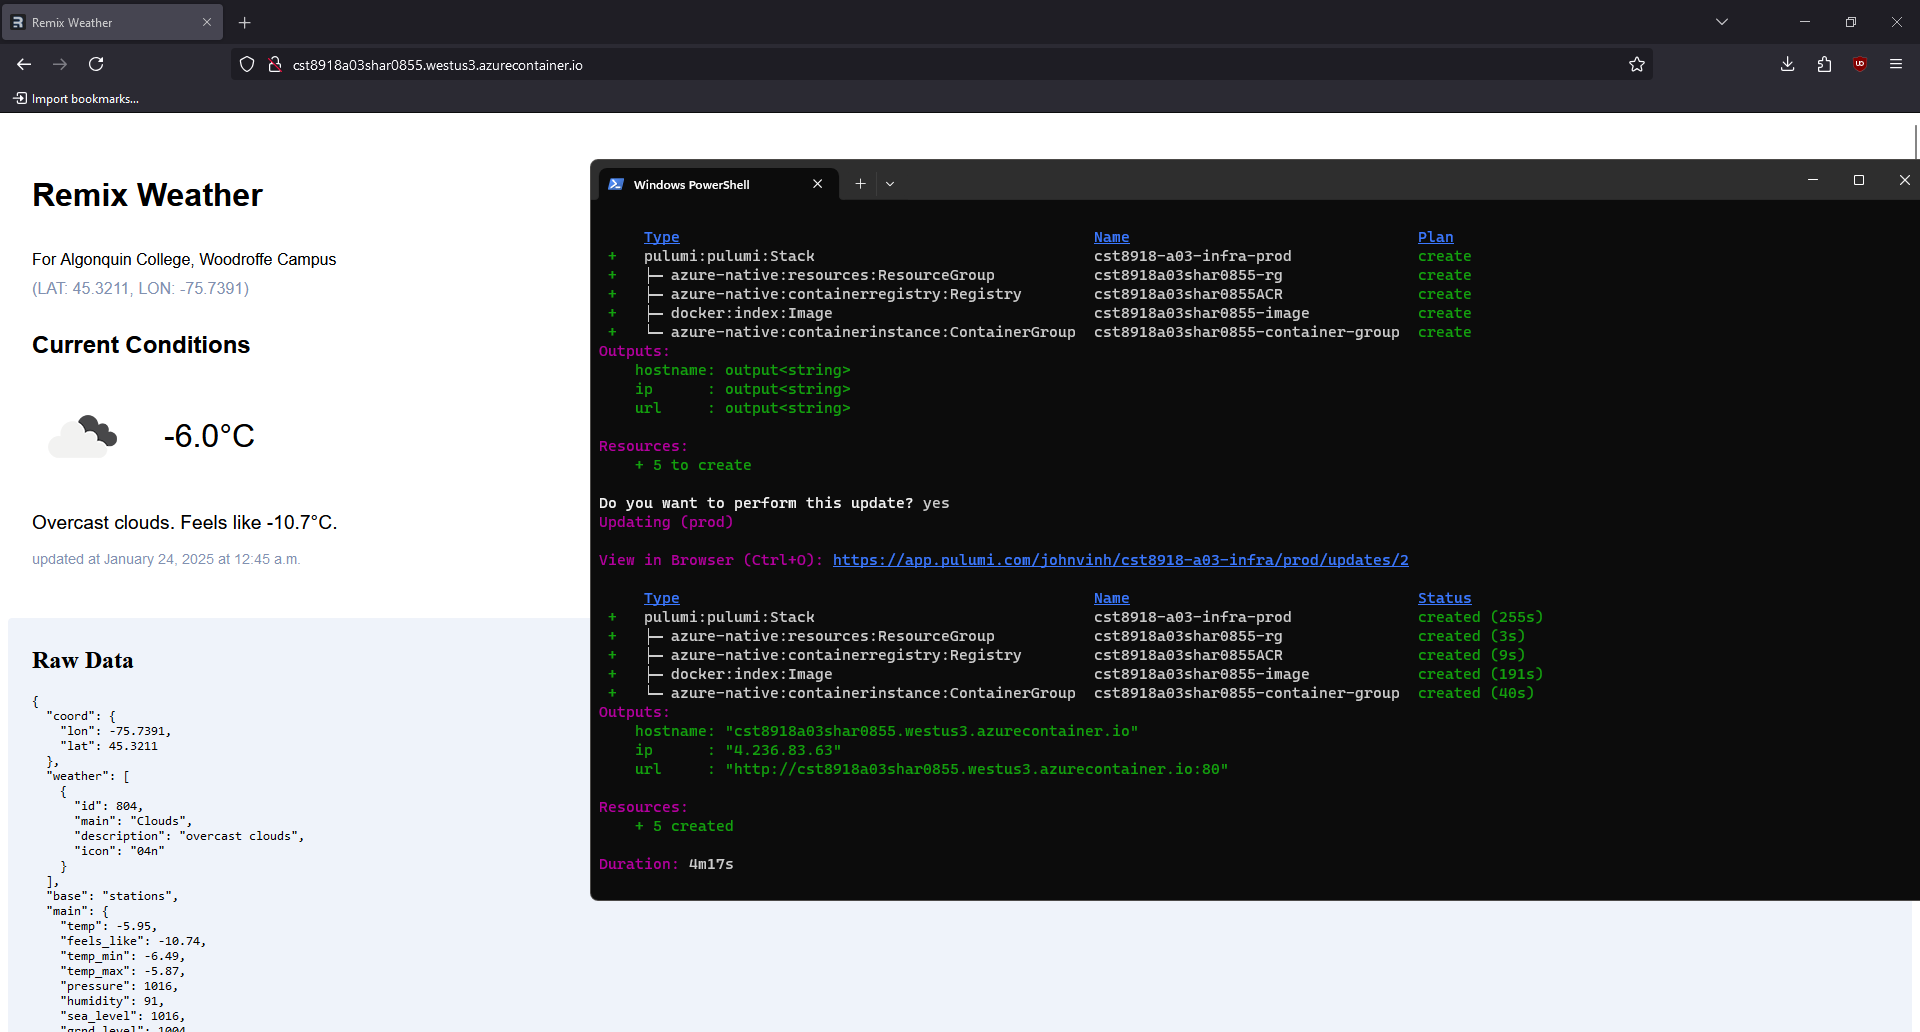 Remix Weather
cst8918a03shar0855.westus3.azurecontainer.io
Import bookmarks...
Remix Weather
For Algonquin College, Woodroffe Campus
(LAT: 45.3211, LON: -75.7391)
Current Conditions
-6.0°C
Overcast clouds. Feels like -10.7°C.
updated at January 24, 2025 at 12:45 a.m.
Raw Data
{
  "coord": {
    "lon": -75.7391,
    "lat": 45.3211
  },
  "weather": [
    {
      "id": 804,
      "main": "Clouds",
      "description": "overcast clouds",
      "icon": "04n"
    }
  ],
  "base": "stations",
  "main": {
    "temp": -5.95,
    "feels_like": -10.74,
    "temp_min": -6.49,
    "temp_max": -5.87,
    "pressure": 1016,
    "humidity": 91,
    "sea_level": 1016,
    "grnd_level": 1004
Windows PowerShell
Type Name Plan
+ pulumi:pulumi:Stack cst8918-a03-infra-prod create
+ ├─ azure-native:resources:ResourceGroup cst8918a03shar0855-rg create
+ ├─ azure-native:containerregistry:Registry cst8918a03shar0855ACR create
+ ├─ docker:index:Image cst8918a03shar0855-image create
+ └─ azure-native:containerinstance:ContainerGroup cst8918a03shar0855-container-group create
Outputs:
    hostname: output<string>
    ip      : output<string>
    url     : output<string>
Resources:
    + 5 to create
Do you want to perform this update? yes
Updating (prod)
View in Browser (Ctrl+O): https://app.pulumi.com/johnvinh/cst8918-a03-infra/prod/updates/2
Type Name Status
+ pulumi:pulumi:Stack cst8918-a03-infra-prod created (255s)
+ ├─ azure-native:resources:ResourceGroup cst8918a03shar0855-rg created (3s)
+ ├─ azure-native:containerregistry:Registry cst8918a03shar0855ACR created (9s)
+ ├─ docker:index:Image cst8918a03shar0855-image created (191s)
+ └─ azure-native:containerinstance:ContainerGroup cst8918a03shar0855-container-group created (40s)
Outputs:
    hostname: "cst8918a03shar0855.westus3.azurecontainer.io"
    ip      : "4.236.83.63"
    url     : "http://cst8918a03shar0855.westus3.azurecontainer.io:80"
Resources:
    + 5 created
Duration: 4m17s